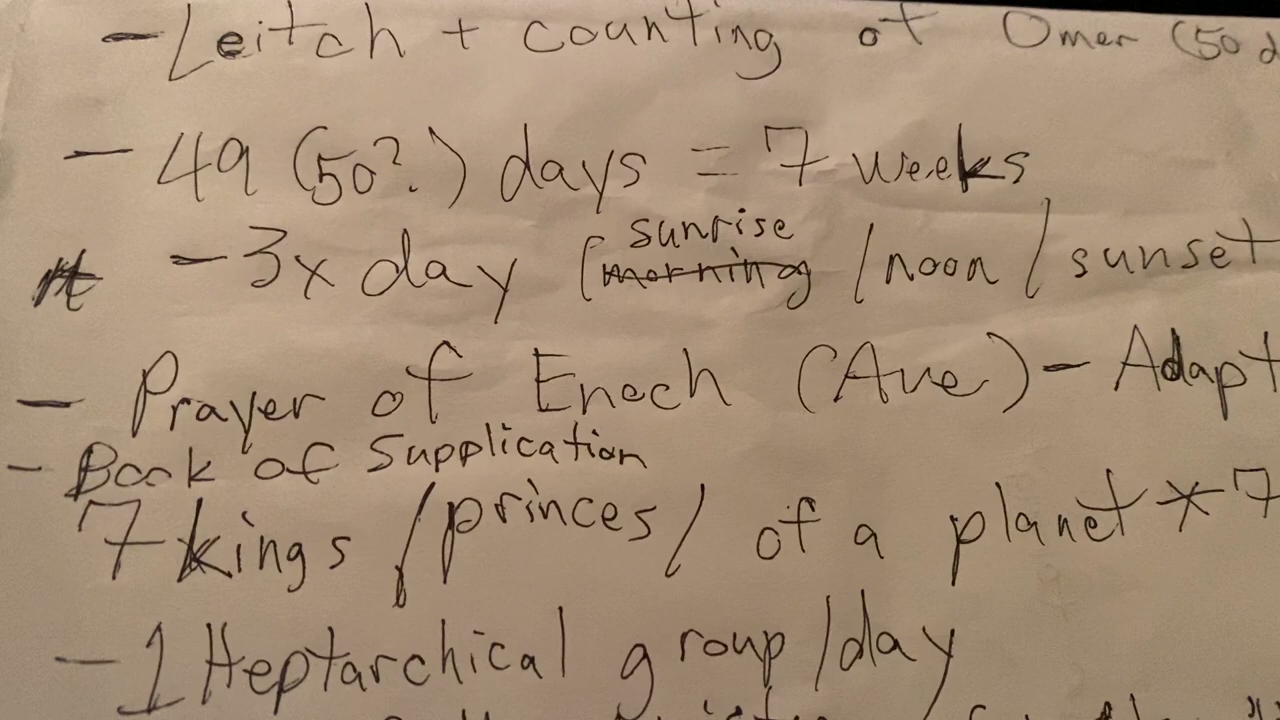 - Leitch + counting of Omer (50 d
- 49 (50?) days = 7 weeks
sunrise
- 3x day (morning /noon / sunset
- Prayer of Enoch (Ave) - Adapt
- Book of Supplication
7 kings /princes/ of a planet * 7
- 1 Heptarchical group /day